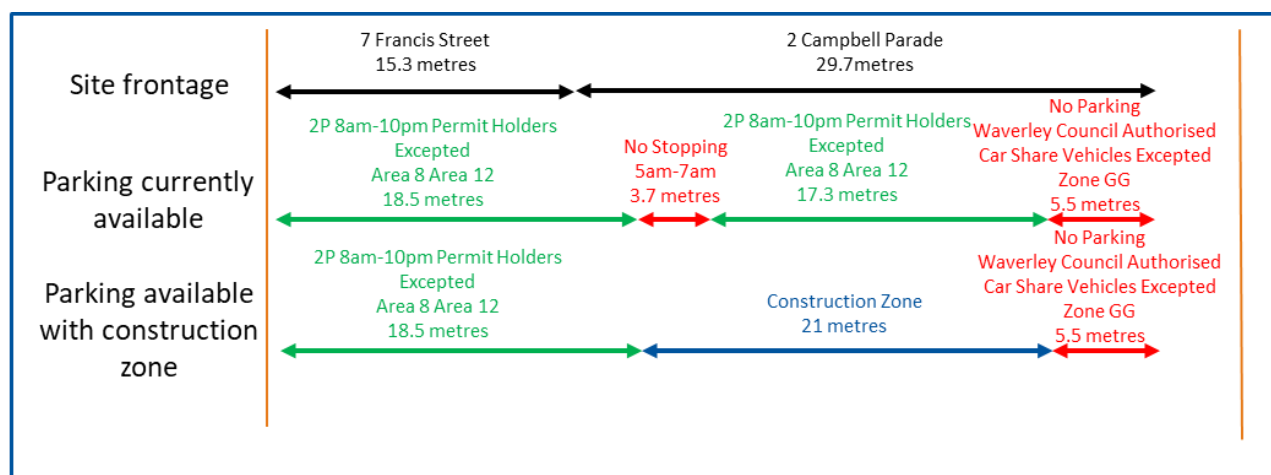 7 Francis Street
15.3 metres
2 Campbell Parade
29.7metres
Site frontage
2P 8am-10pm Permit Holders
Excepted
Area 8 Area 12
18.5 metres
No Stopping
5am-7am
3.7 metres
2P 8am-10pm Permit Holders
Excepted
Area 8 Area 12
17.3 metres
No Parking
Waverley Council Authorised
Car Share Vehicles Excepted
Zone GG
5.5 metres
Parking currently
available
2P 8am-10pm Permit Holders
Excepted
Area 8 Area 12
18.5 metres
Construction Zone
21 metres
No Parking
Waverley Council Authorised
Car Share Vehicles Excepted
Zone GG
5.5 metres
Parking available
with construction
zone